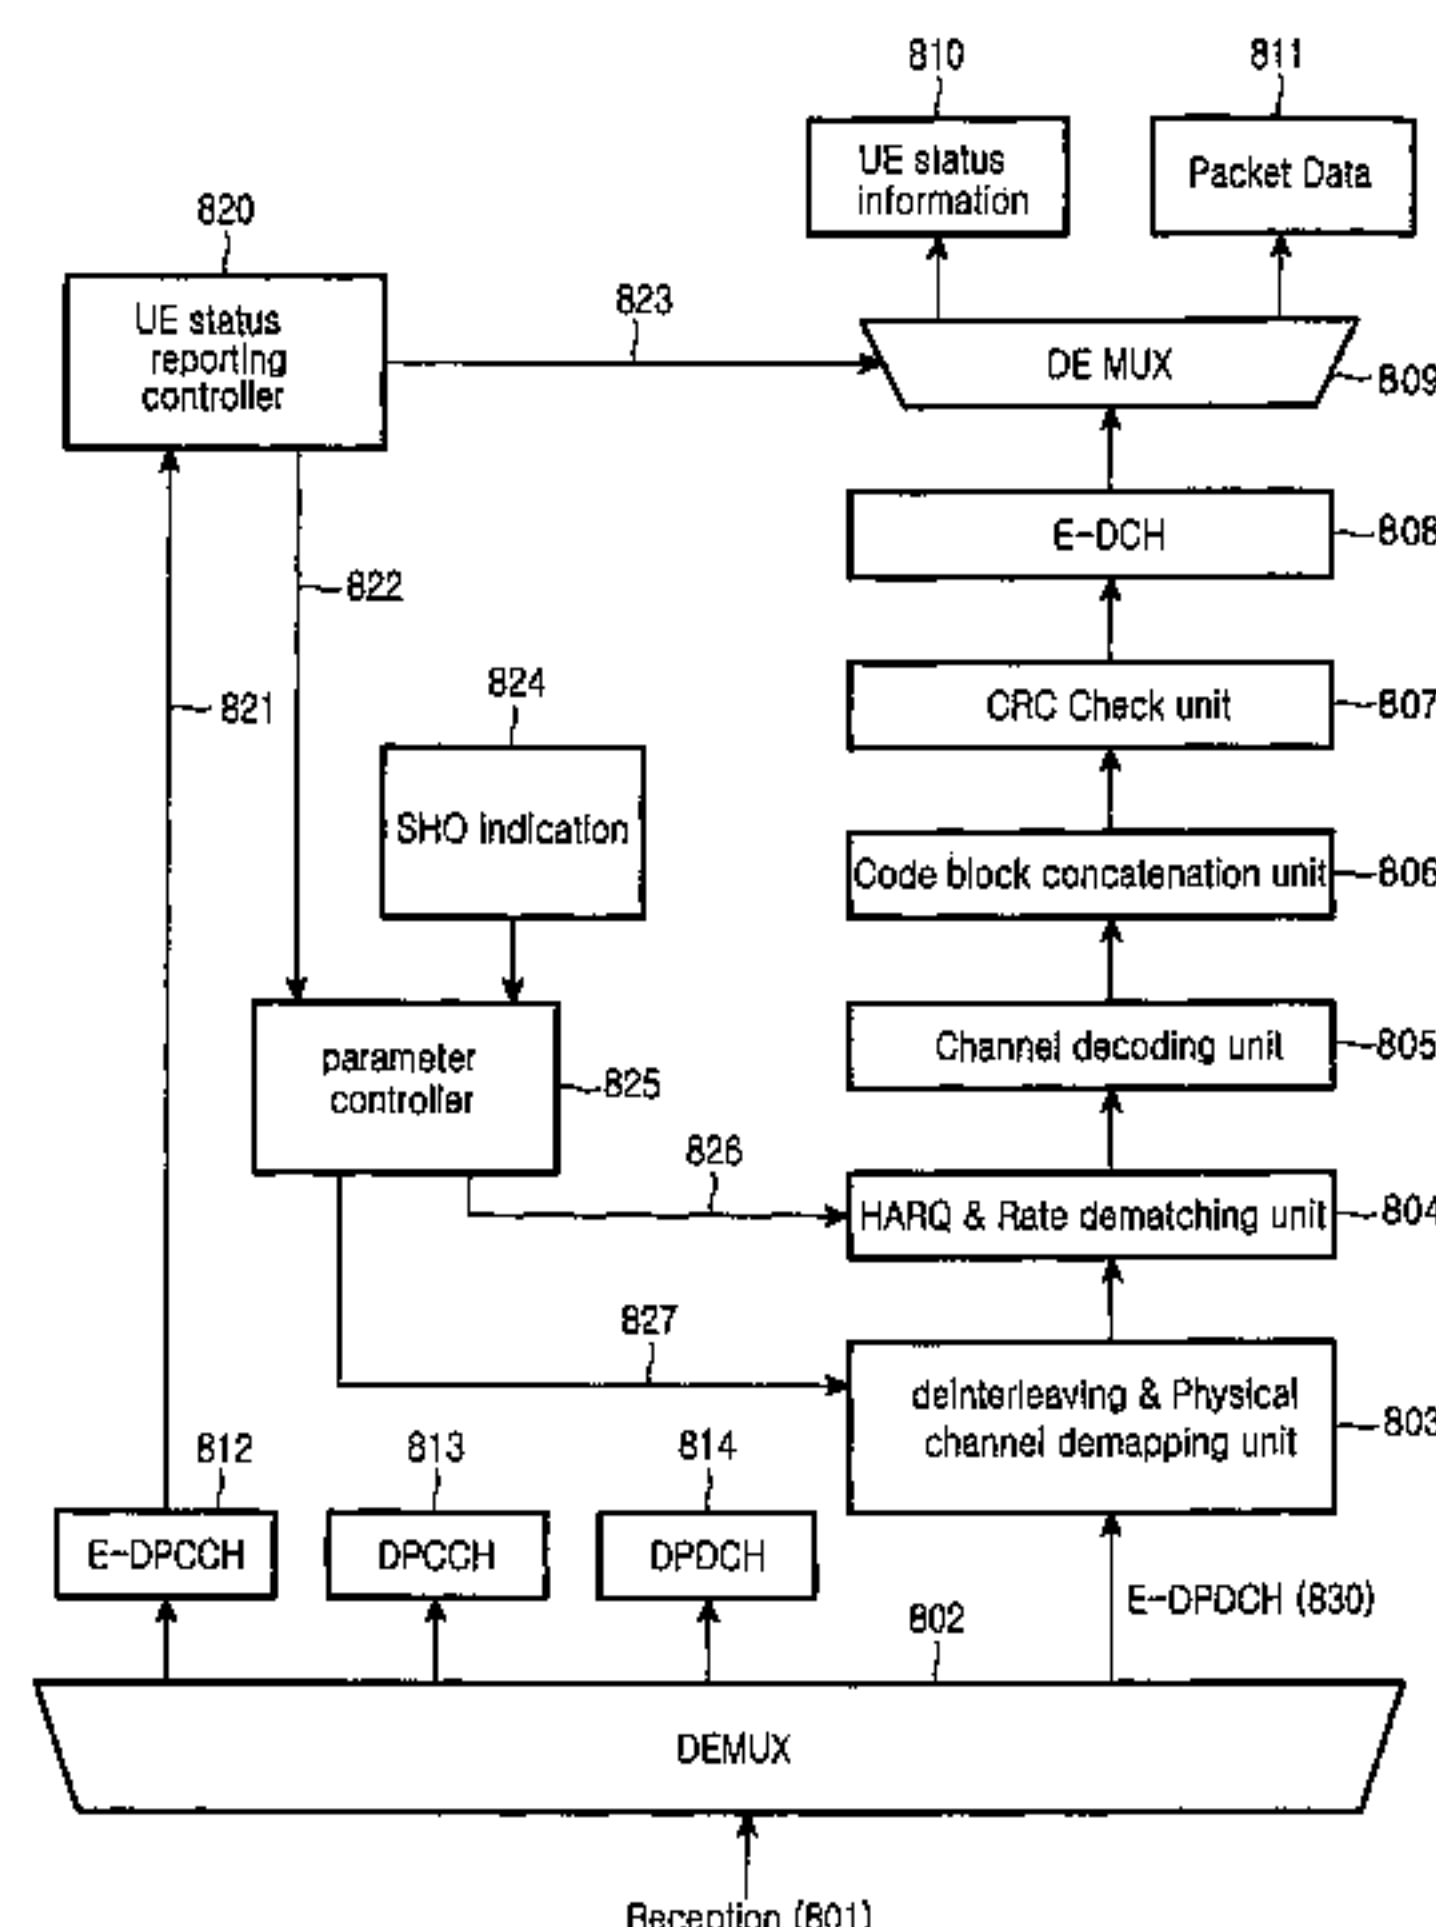 810
811
UE status
information
Packet Data
820
UE status
reporting
controller
823
DE MUX
809
E-DCH
808
822
824
CRC Check unit
807
821
SHO indication
Code block concatenation unit
806
parameter
controller
825
Channel decoding unit
805
826
HARQ & Rate dematching unit
804
827
deinterleaving & Physical
channel demapping unit
803
812
813
814
E-DPCCH
DPCCH
DPDCH
802
E-DPDCH (830)
DEMUX
Reception (801)